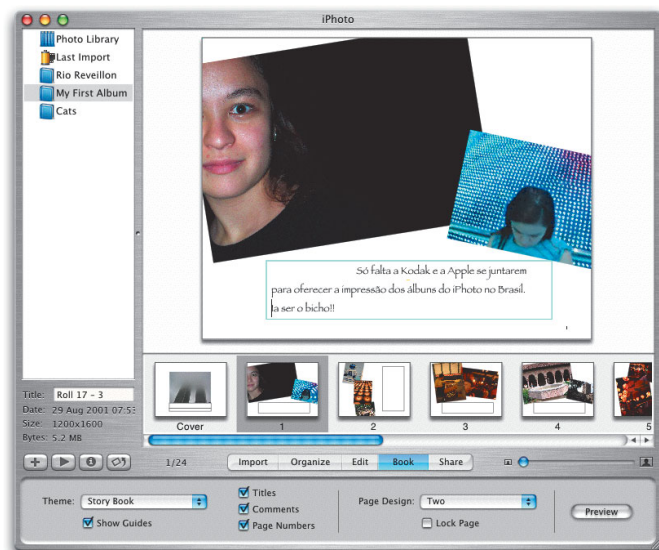 iPhoto
Photo Library
Last Import
Rio Reveillon
My First Album
Cats
Só falta a Kodak e a Apple se juntarem
para oferecer a impressão dos álbuns do iPhoto no Brasil.
Ia ser o bicho!!
1
Cover
1
2
3
4
5
Title: Roll 17 - 3
Date: 29 Aug 2001 07:53
Size: 1200x1600
Bytes: 5.2 MB
1/24
Import Organize Edit Book Share
Theme: Story Book
Show Guides
Titles
Comments
Page Numbers
Page Design: Two
Lock Page
Preview